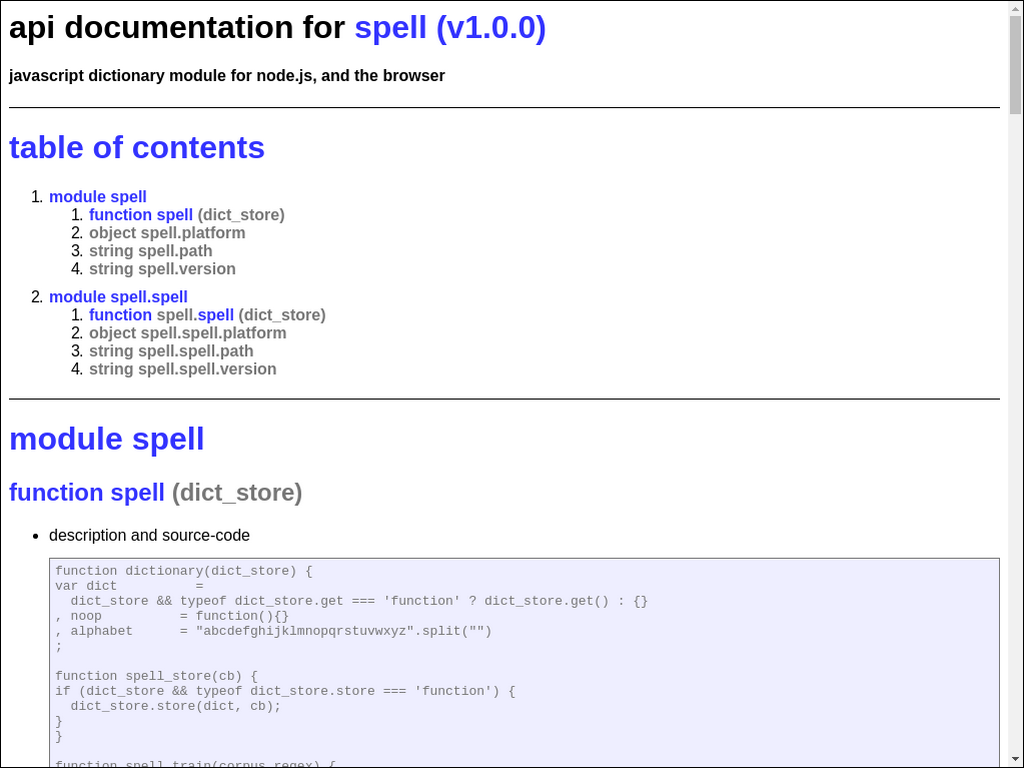 api documentation for spell (v1.0.0)
javascript dictionary module for node.js, and the browser
table of contents
1. module spell
1. function spell (dict_store)
2. object spell.platform
3. string spell.path
4. string spell.version
2. module spell.spell
1. function spell.spell (dict_store)
2. object spell.spell.platform
3. string spell.spell.path
4. string spell.spell.version
module spell
function spell (dict_store)
• description and source-code
function dictionary(dict_store) {
var dict          =
  dict_store && typeof dict_store.get === 'function' ? dict_store.get() : {}
, noop          = function(){}
, alphabet      = "abcdefghijklmnopqrstuvwxyz".split("")
;
function spell_store(cb) {
if (dict_store && typeof dict_store.store === 'function') {
  dict_store.store(dict, cb);
}
}
function spell_train(corpus,regex) {